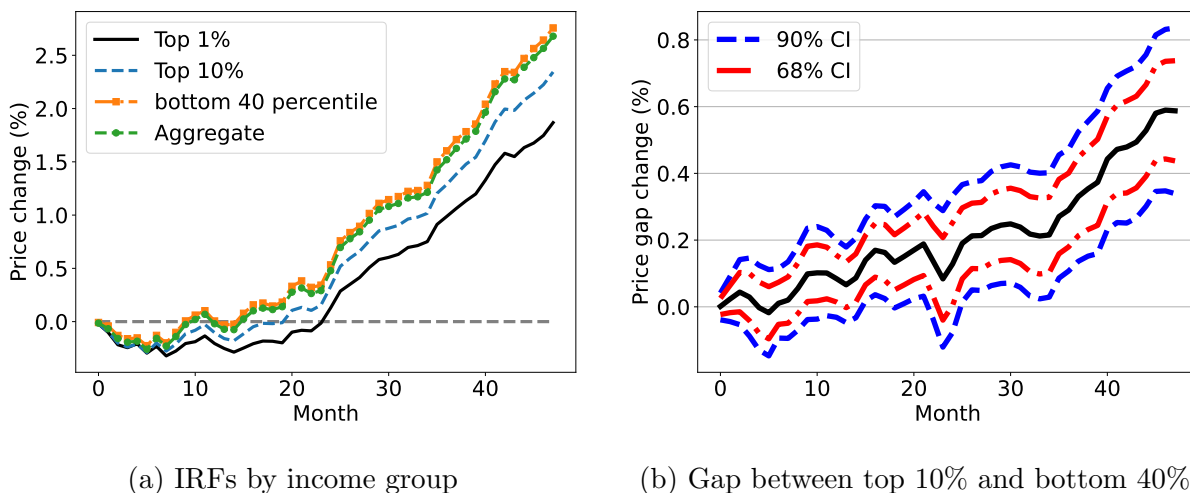 Top 1%
Top 10%
bottom 40 percentile
Aggregate
Price change (%)
2.5
2.0
1.5
1.0
0.5
0.0
0
10
20
30
40
Month
(a) IRFs by income group
90% CI
68% CI
Price gap change (%)
0.8
0.6
0.4
0.2
0.0
0
10
20
30
40
Month
(b) Gap between top 10% and bottom 40%